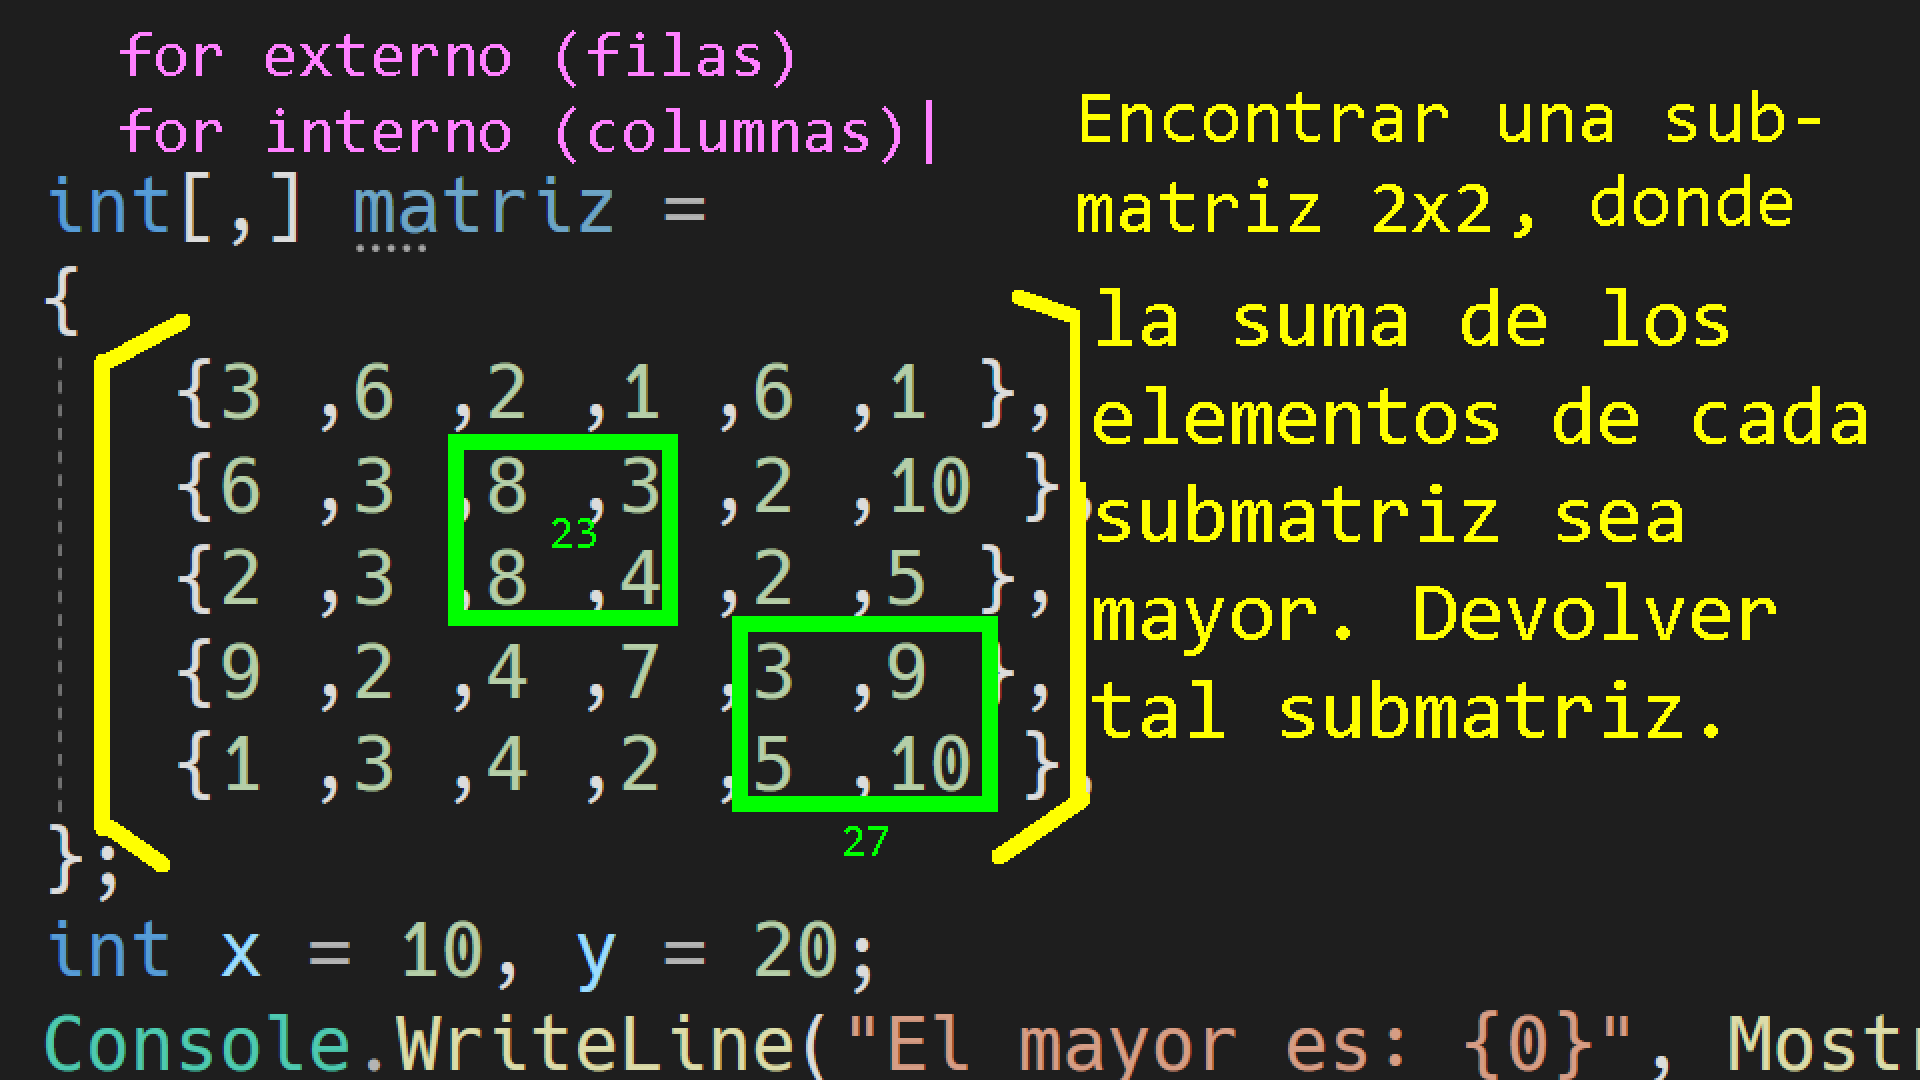 for externo (filas)
for interno (columnas)|
int[,] matriz =
{
{3 ,6 ,2 ,1 ,6 ,1 },
{6 ,3 ,8 ,3 ,2 ,10 },
{2 ,3 ,8 ,4 ,2 ,5 },
{9 ,2 ,4 ,7 ,3 ,9 },
{1 ,3 ,4 ,2 ,5 ,10 },
};
23
27
int x = 10, y = 20;
Console.WriteLine("El mayor es: {0}", Mostr
Encontrar una sub-
matriz 2x2, donde
la suma de los
elementos de cada
submatriz sea
mayor. Devolver
tal submatriz.